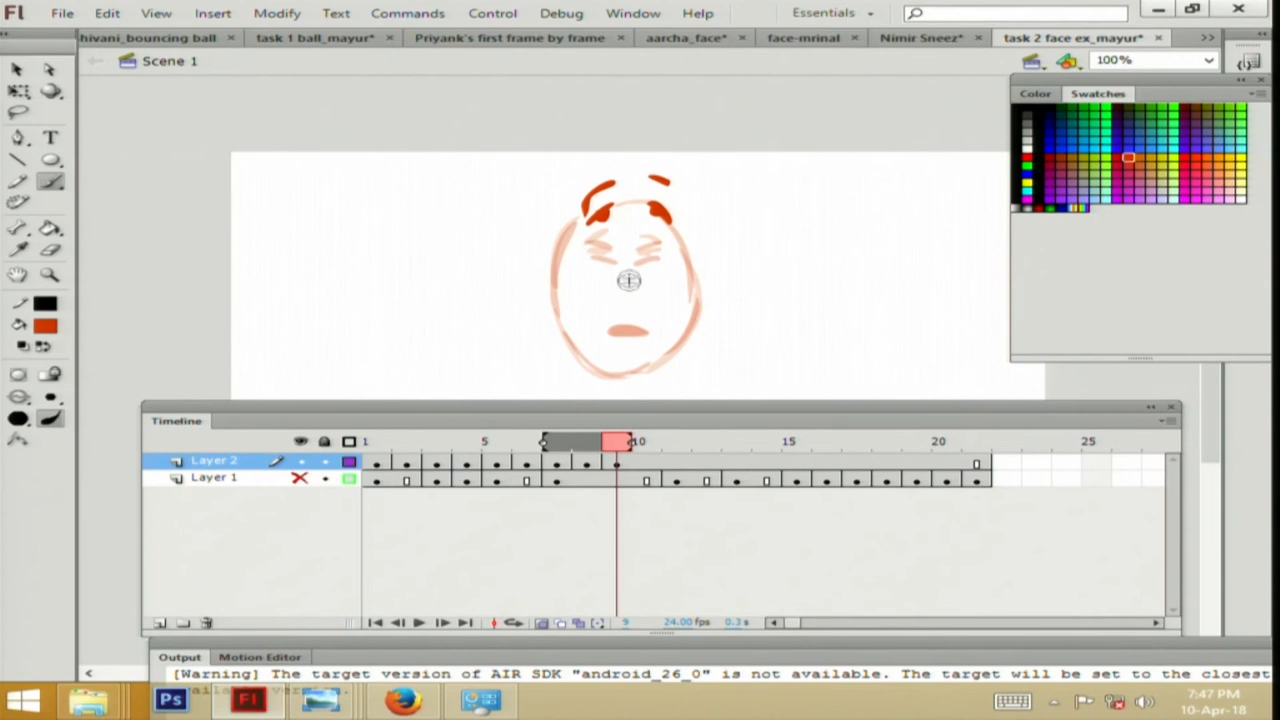 Fl File Edit View Insert Modify Text Commands Control Debug Window Help Essentials
hivani_bouncing ball × task 1 ball_mayur* × Priyank's first frame by frame × aarcha_face* × face-mrinal × Nimir Sneez* × task 2 face ex_mayur* × >>
Scene 1 100%
Color Swatches
T
Timeline
1 5 10 15 20 25
Layer 2
Layer 1
9 24.00 fps 0.3 s
Output Motion Editor
[Warning] The target version of AIR SDK "android_26_0" is not available. The target will be set to the closest
Ps Fl
7:47 PM
10-Apr-18